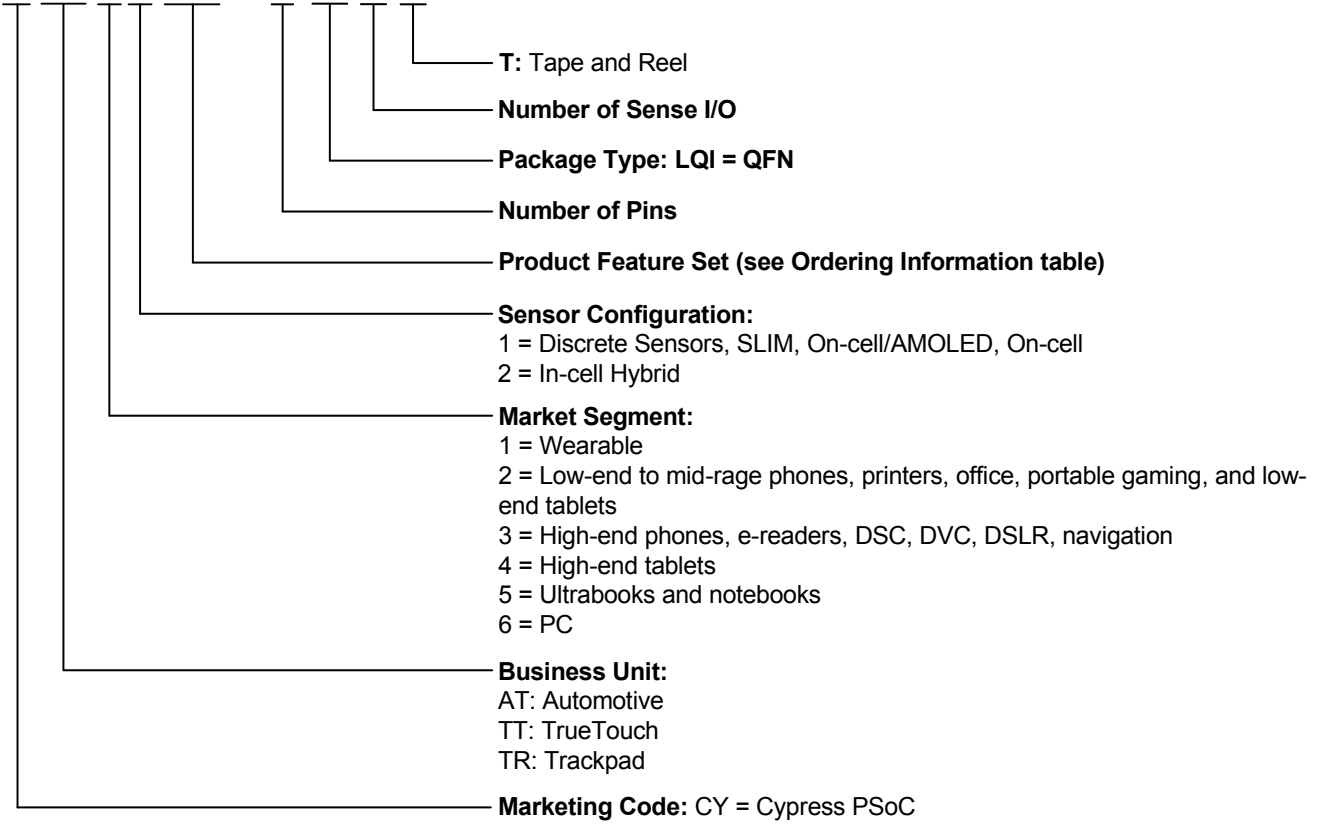 T: Tape and Reel
Number of Sense I/O
Package Type: LQI = QFN
Number of Pins
Product Feature Set (see Ordering Information table)
Sensor Configuration:
1 = Discrete Sensors, SLIM, On-cell/AMOLED, On-cell
2 = In-cell Hybrid
Market Segment:
1 = Wearable
2 = Low-end to mid-rage phones, printers, office, portable gaming, and low-
end tablets
3 = High-end phones, e-readers, DSC, DVC, DSLR, navigation
4 = High-end tablets
5 = Ultrabooks and notebooks
6 = PC
Business Unit:
AT: Automotive
TT: TrueTouch
TR: Trackpad
Marketing Code: CY = Cypress PSoC